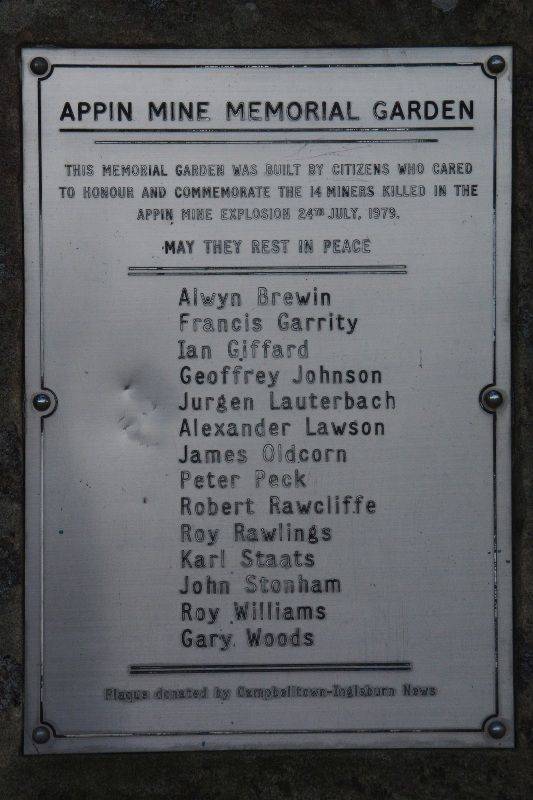 APPIN MINE MEMORIAL GARDEN
THIS MEMORIAL GARDEN WAS BUILT BY CITIZENS WHO CARED
TO HONOUR AND COMMEMORATE THE 14 MINERS KILLED IN THE
APPIN MINE EXPLOSION 24TH JULY, 1979.
MAY THEY REST IN PEACE
Alwyn Brewin
Francis Garrity
Ian Giffard
Geoffrey Johnson
Jurgen Lauterbach
Alexander Lawson
James Oldcorn
Peter Peck
Robert Rawcliffe
Roy Rawlings
Karl Staats
John Stonham
Roy Williams
Gary Woods
Plaque donated by Campbelltown-Ingleburn News